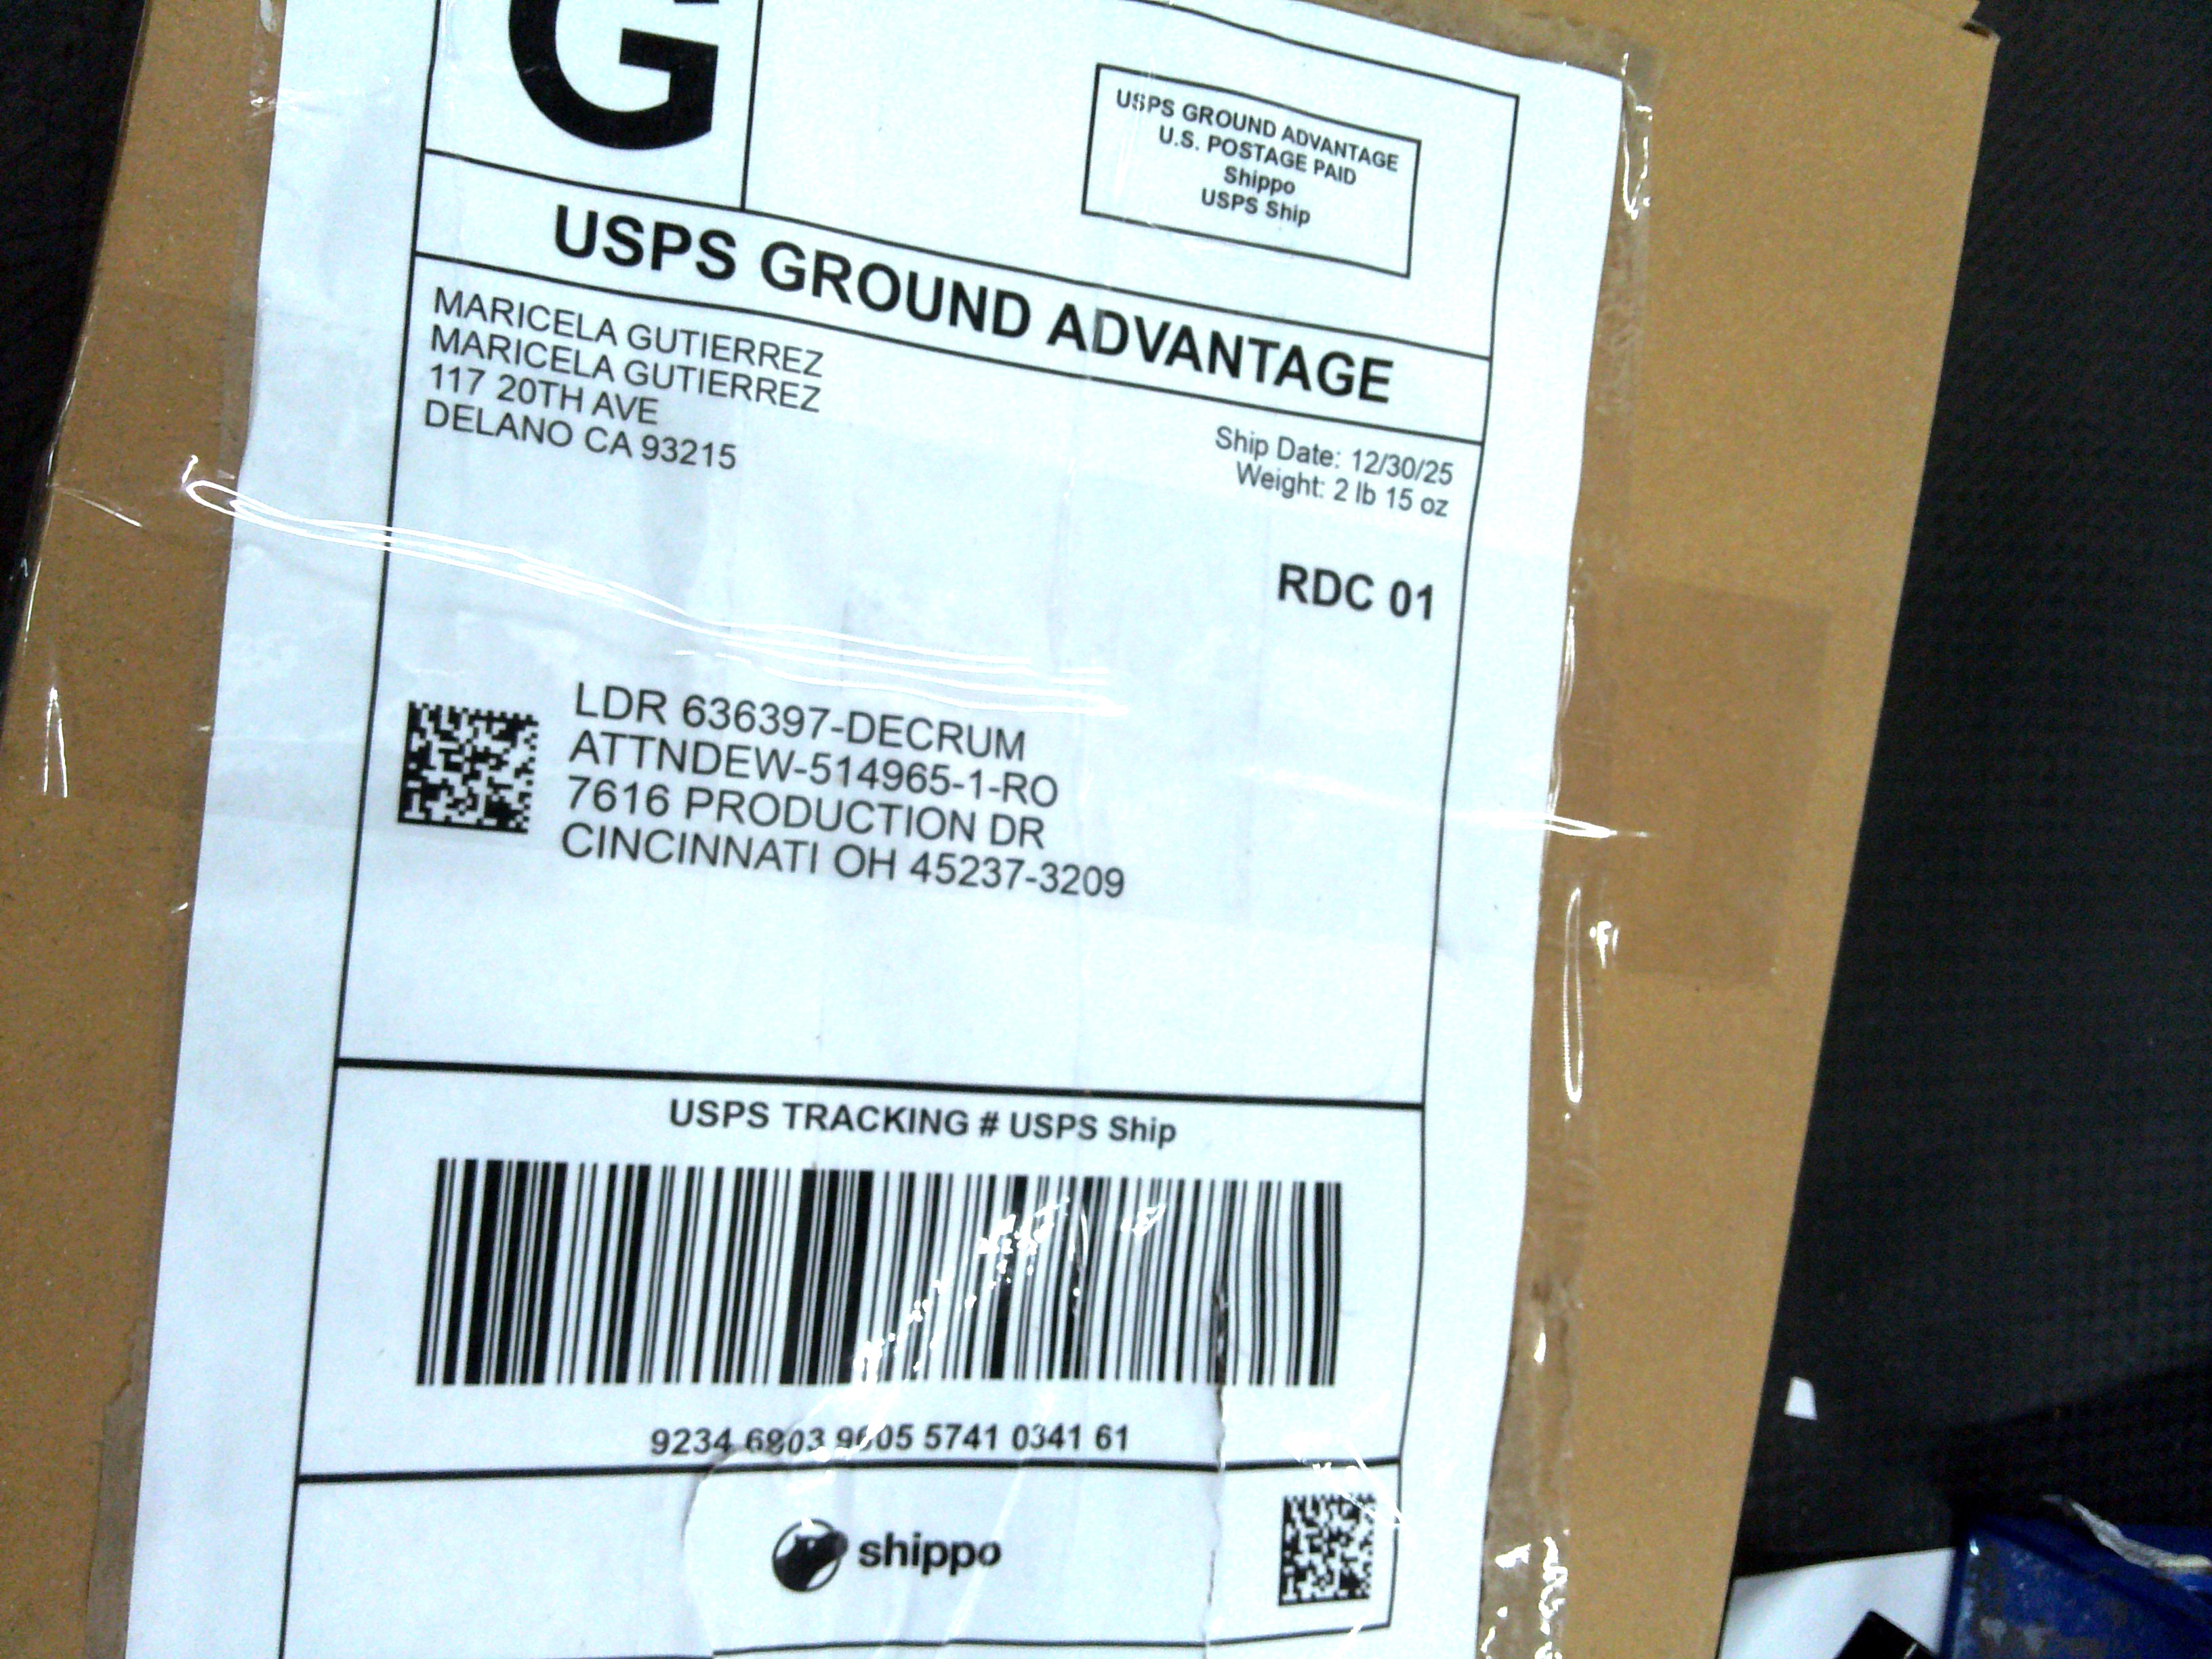 G
USPS GROUND ADVANTAGE
U.S. POSTAGE PAID
Shippo
USPS Ship
USPS GROUND ADVANTAGE
MARICELA GUTIERREZ
MARICELA GUTIERREZ
117 20TH AVE
DELANO CA 93215
Ship Date: 12/30/25
Weight: 2 lb 15 oz
RDC 01
LDR 636397-DECRUM
ATTNDEW-514965-1-RO
7616 PRODUCTION DR
CINCINNATI OH 45237-3209
USPS TRACKING # USPS Ship
9234 6903 9605 5741 0341 61
shippo